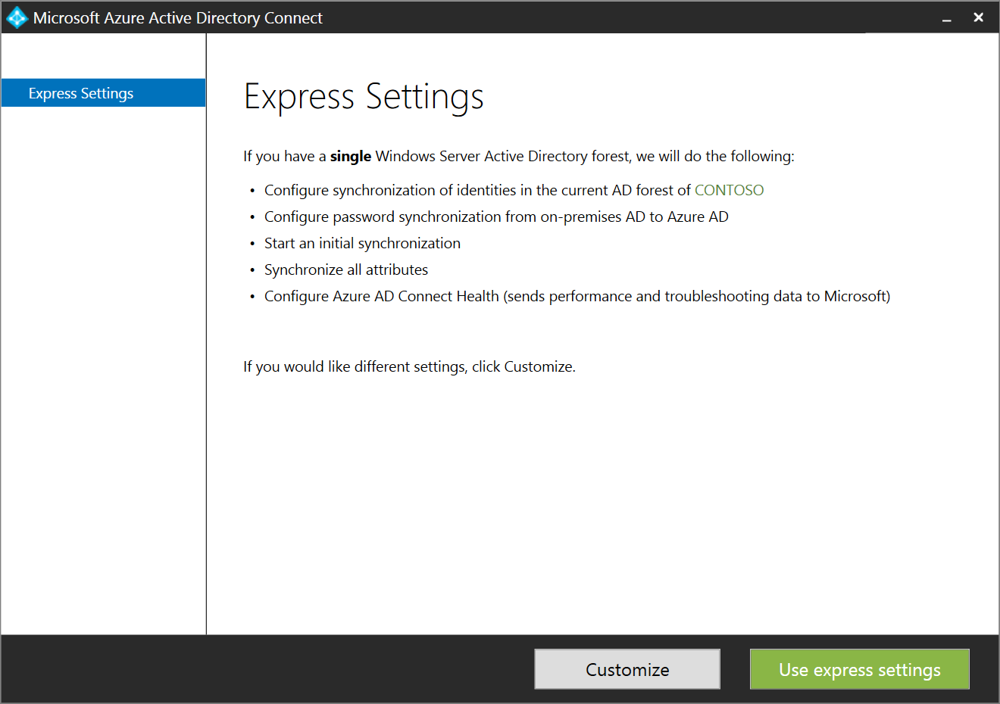 Microsoft Azure Active Directory Connect
Express Settings
Express Settings
If you have a single Windows Server Active Directory forest, we will do the following:
• Configure synchronization of identities in the current AD forest of CONTOSO
• Configure password synchronization from on-premises AD to Azure AD
• Start an initial synchronization
• Synchronize all attributes
• Configure Azure AD Connect Health (sends performance and troubleshooting data to Microsoft)
If you would like different settings, click Customize.
Customize
Use express settings